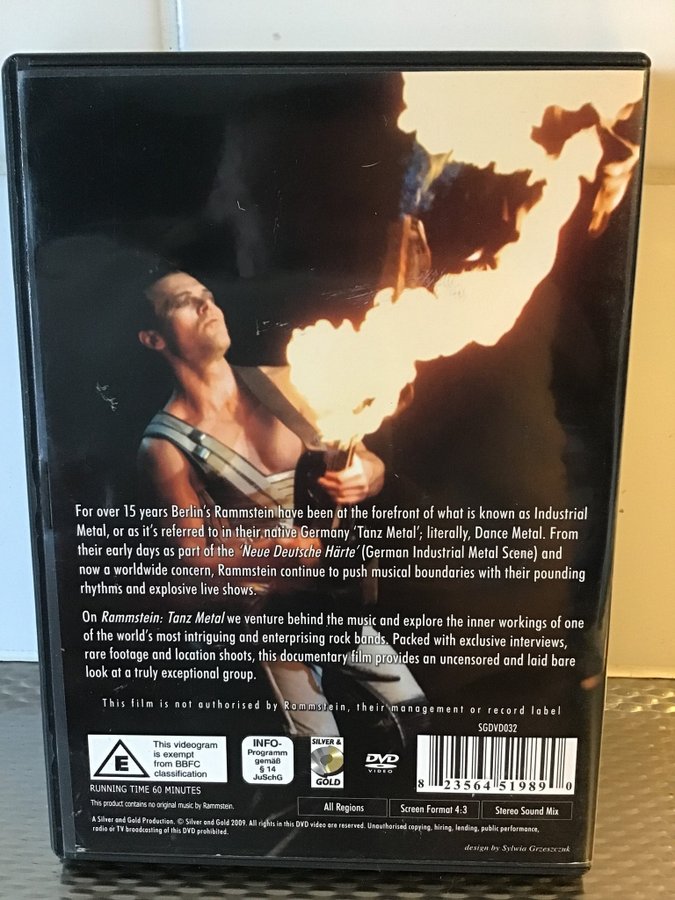 For over 15 years Berlin's Rammstein have been at the forefront of what is known as Industrial
Metal, or as it's referred to in their native Germany 'Tanz Metal'; literally, Dance Metal. From
their early days as part of the 'Neue Deutsche Härte' (German Industrial Metal Scene) and
now a worldwide concern, Rammstein continue to push musical boundaries with their pounding
rhythms and explosive live shows.
On Rammstein: Tanz Metal we venture behind the music and explore the inner workings of one
of the world's most intriguing and enterprising rock bands. Packed with exclusive interviews,
rare footage and location shoots, this documentary film provides an uncensored and laid bare
look at a truly exceptional group.
This film is not authorised by Rammstein, their management or record label
SGDVD032
E
This videogram
is exempt
from BBFC
classification
INFO-
Programm
gemäß
§ 14
JuSchG
SILVER &
GOLD
DVD
VIDEO
8 23564 51989 0
RUNNING TIME 60 MINUTES
This product contains no original music by Rammstein.
All Regions
Screen Format 4:3
Stereo Sound Mix
A Silver and Gold Production. © Silver and Gold 2009. All rights in this DVD video are reserved. Unauthorised copying, hiring, lending, public performance,
radio or TV broadcasting of this DVD prohibited.
design by Sylwia Grzeszczuk